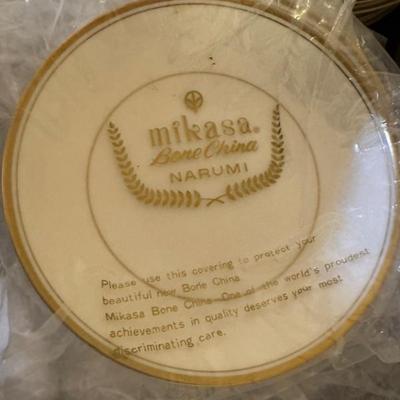 mikasa®
Bone China
NARUMI
Please use this covering to protect your
beautiful new Bone China
Mikasa Bone China One of the world's proudest
achievements in quality deserves your most
discriminating care.